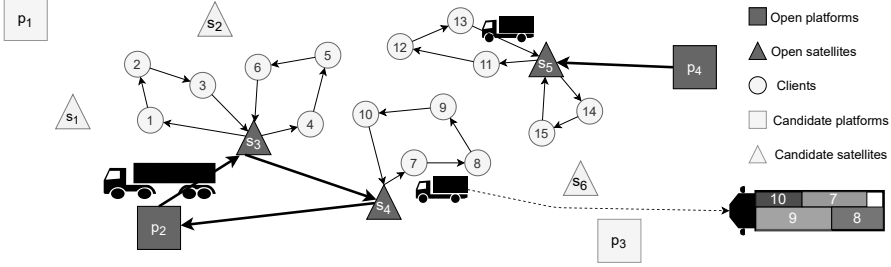 p1
s2
s1
2
3
1
6
5
4
s3
p2
10
9
7
8
s4
13
12
11
s5
p4
14
15
s6
p3
Open platforms
Open satellites
Clients
Candidate platforms
Candidate satellites
10 7
9 8